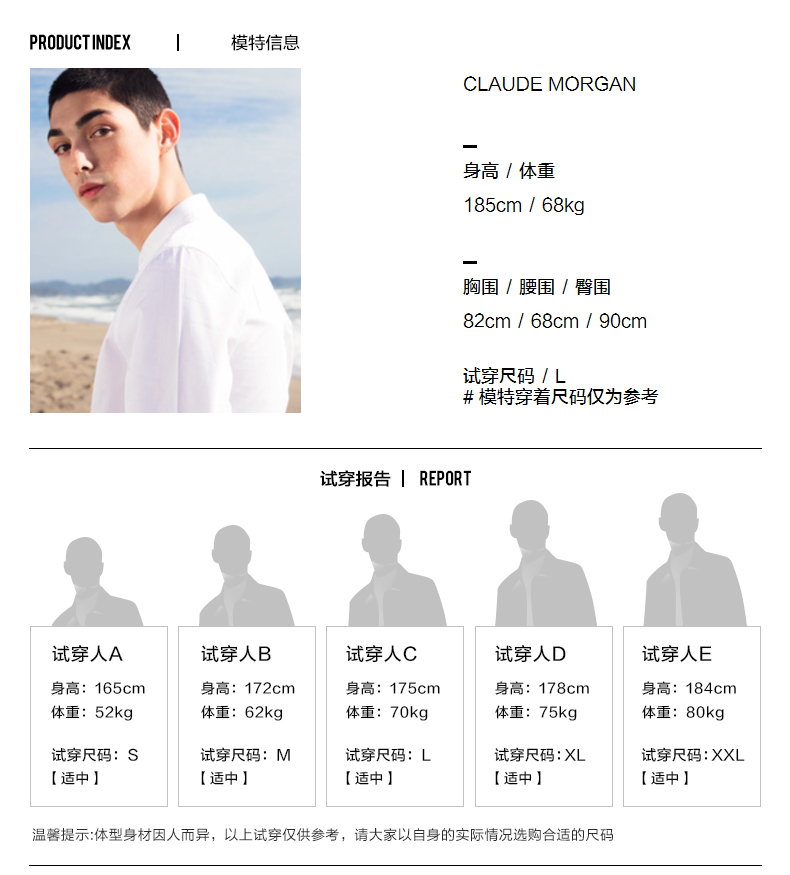 PRODUCT INDEX | 模特信息
CLAUDE MORGAN
身高 / 体重
185cm / 68kg
胸围 / 腰围 / 臀围
82cm / 68cm / 90cm
试穿尺码 / L
# 模特穿着尺码仅为参考
试穿报告 | REPORT
试穿人A
身高：165cm
体重：52kg
试穿尺码：S
【 适中 】
试穿人B
身高：172cm
体重：62kg
试穿尺码：M
【 适中 】
试穿人C
身高：175cm
体重：70kg
试穿尺码：L
【 适中 】
试穿人D
身高：178cm
体重：75kg
试穿尺码：XL
【 适中 】
试穿人E
身高：184cm
体重：80kg
试穿尺码：XXL
【 适中 】
温馨提示:体型身材因人而异，以上试穿仅供参考，请大家以自身的实际情况选购合适的尺码